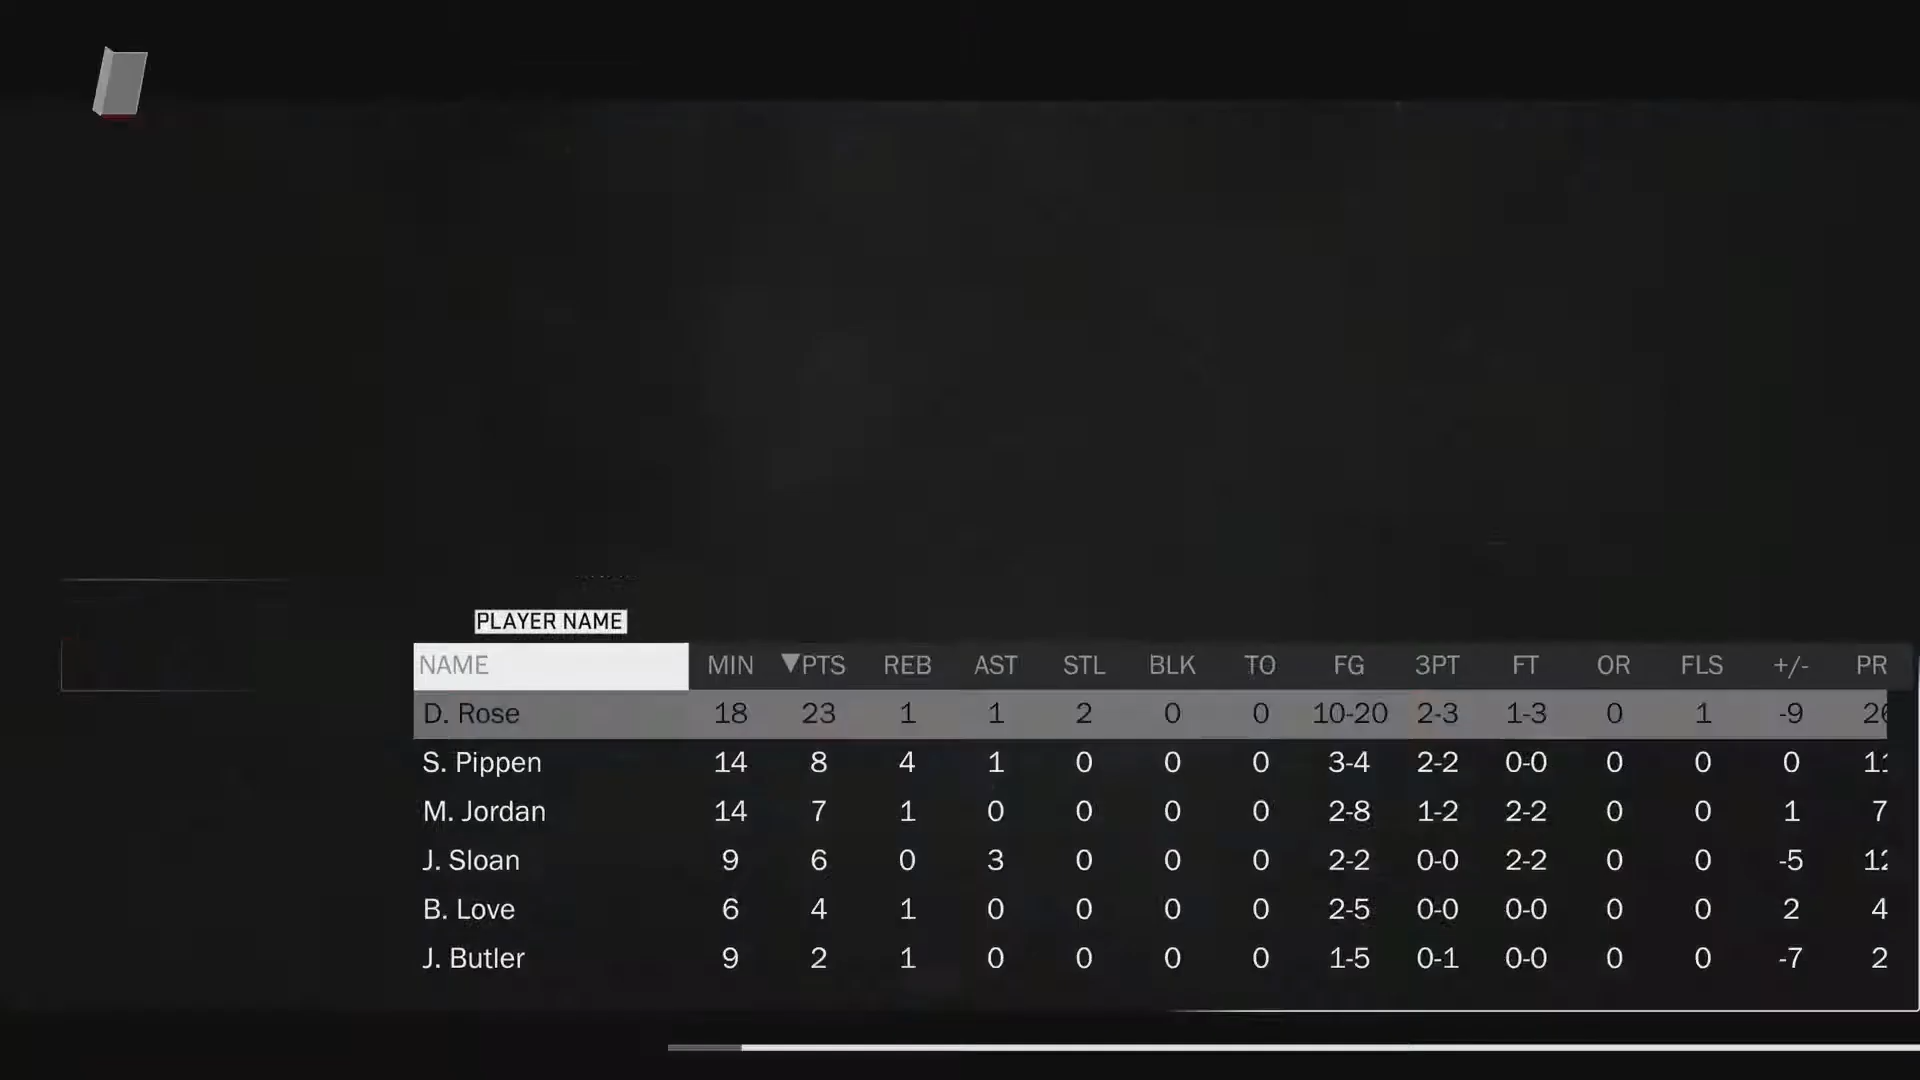 PLAYER NAME
NAME MIN ▼PTS REB AST STL BLK TO FG 3PT FT OR FLS +/- PR
D. Rose 18 23 1 1 2 0 0 10-20 2-3 1-3 0 1 -9
S. Pippen 14 8 4 1 0 0 0 3-4 2-2 0-0 0 0 0
M. Jordan 14 7 1 0 0 0 0 2-8 1-2 2-2 0 0 1 7
J. Sloan 9 6 0 3 0 0 0 2-2 0-0 2-2 0 0 -5
B. Love 6 4 1 0 0 0 0 2-5 0-0 0-0 0 0 2 4
J. Butler 9 2 1 0 0 0 0 1-5 0-1 0-0 0 0 -7 2